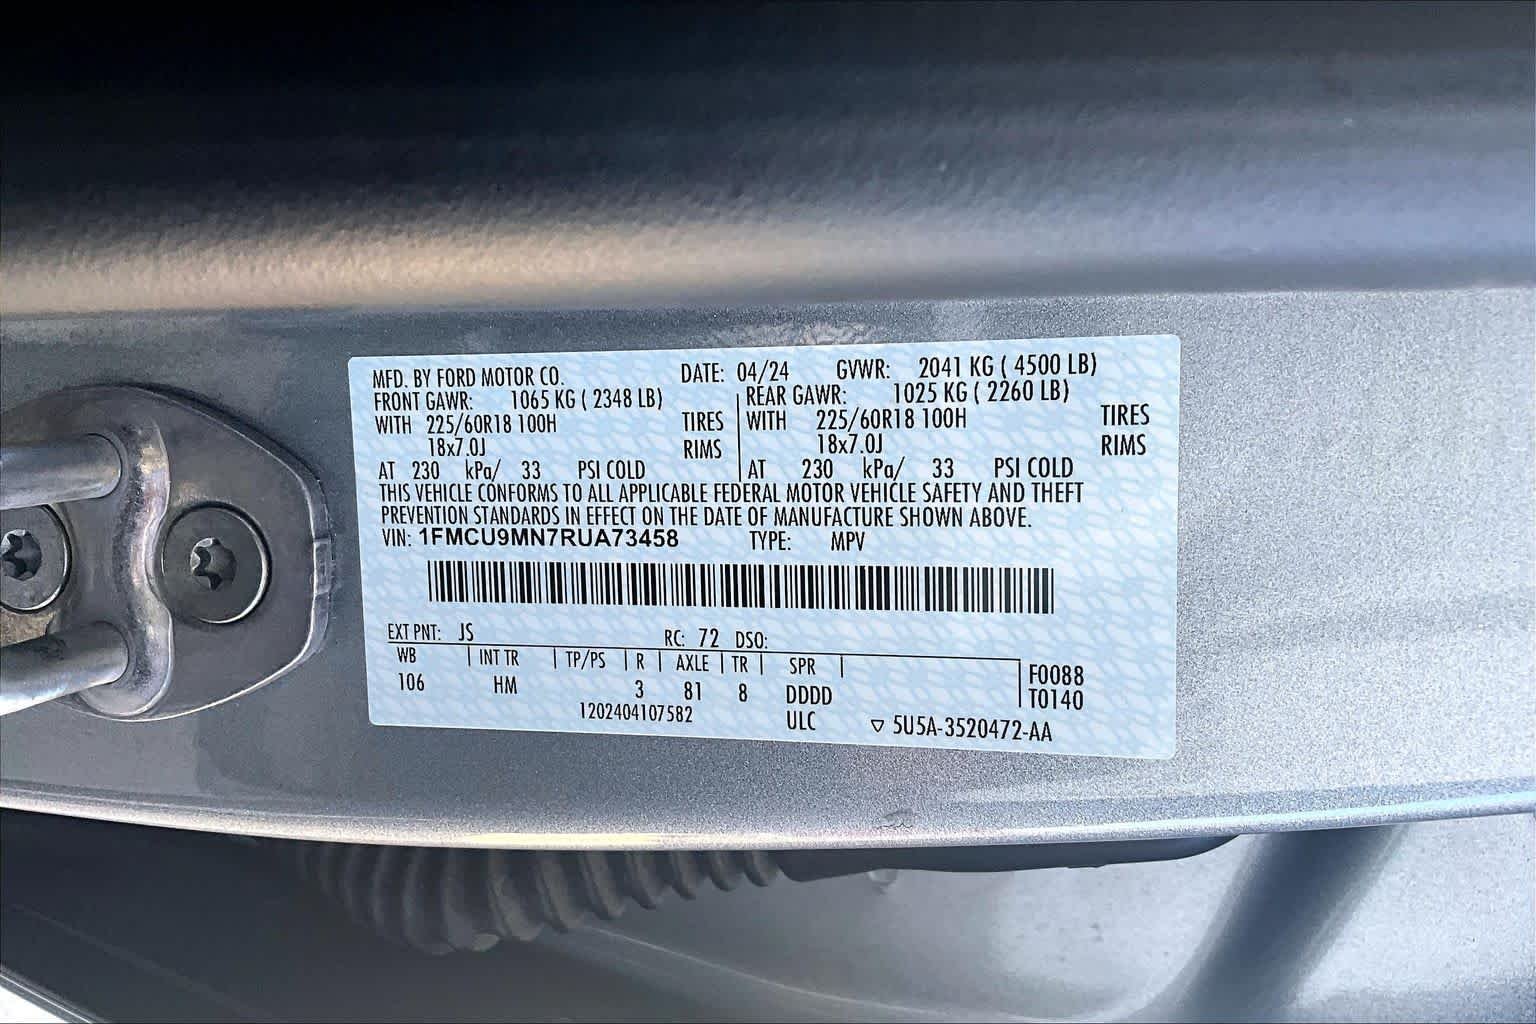 MFD. BY FORD MOTOR CO. DATE: 04/24 GVWR: 2041 KG ( 4500 LB)
FRONT GAWR: 1065 KG ( 2348 LB) REAR GAWR: 1025 KG ( 2260 LB)
WITH 225/60R18 100H TIRES WITH 225/60R18 100H TIRES
18x7.0J RIMS 18x7.0J RIMS
AT 230 kPa/ 33 PSI COLD AT 230 kPa/ 33 PSI COLD
THIS VEHICLE CONFORMS TO ALL APPLICABLE FEDERAL MOTOR VEHICLE SAFETY AND THEFT
PREVENTION STANDARDS IN EFFECT ON THE DATE OF MANUFACTURE SHOWN ABOVE.
VIN: 1FMCU9MN7RUA73458 TYPE: MPV
EXT PNT: JS RC: 72 DSO:
WB INT TR TP/PS R AXLE TR SPR F0088
106 HM 3 81 8 DDDD T0140
1202404107582 ULC ▽ 5U5A-3520472-AA